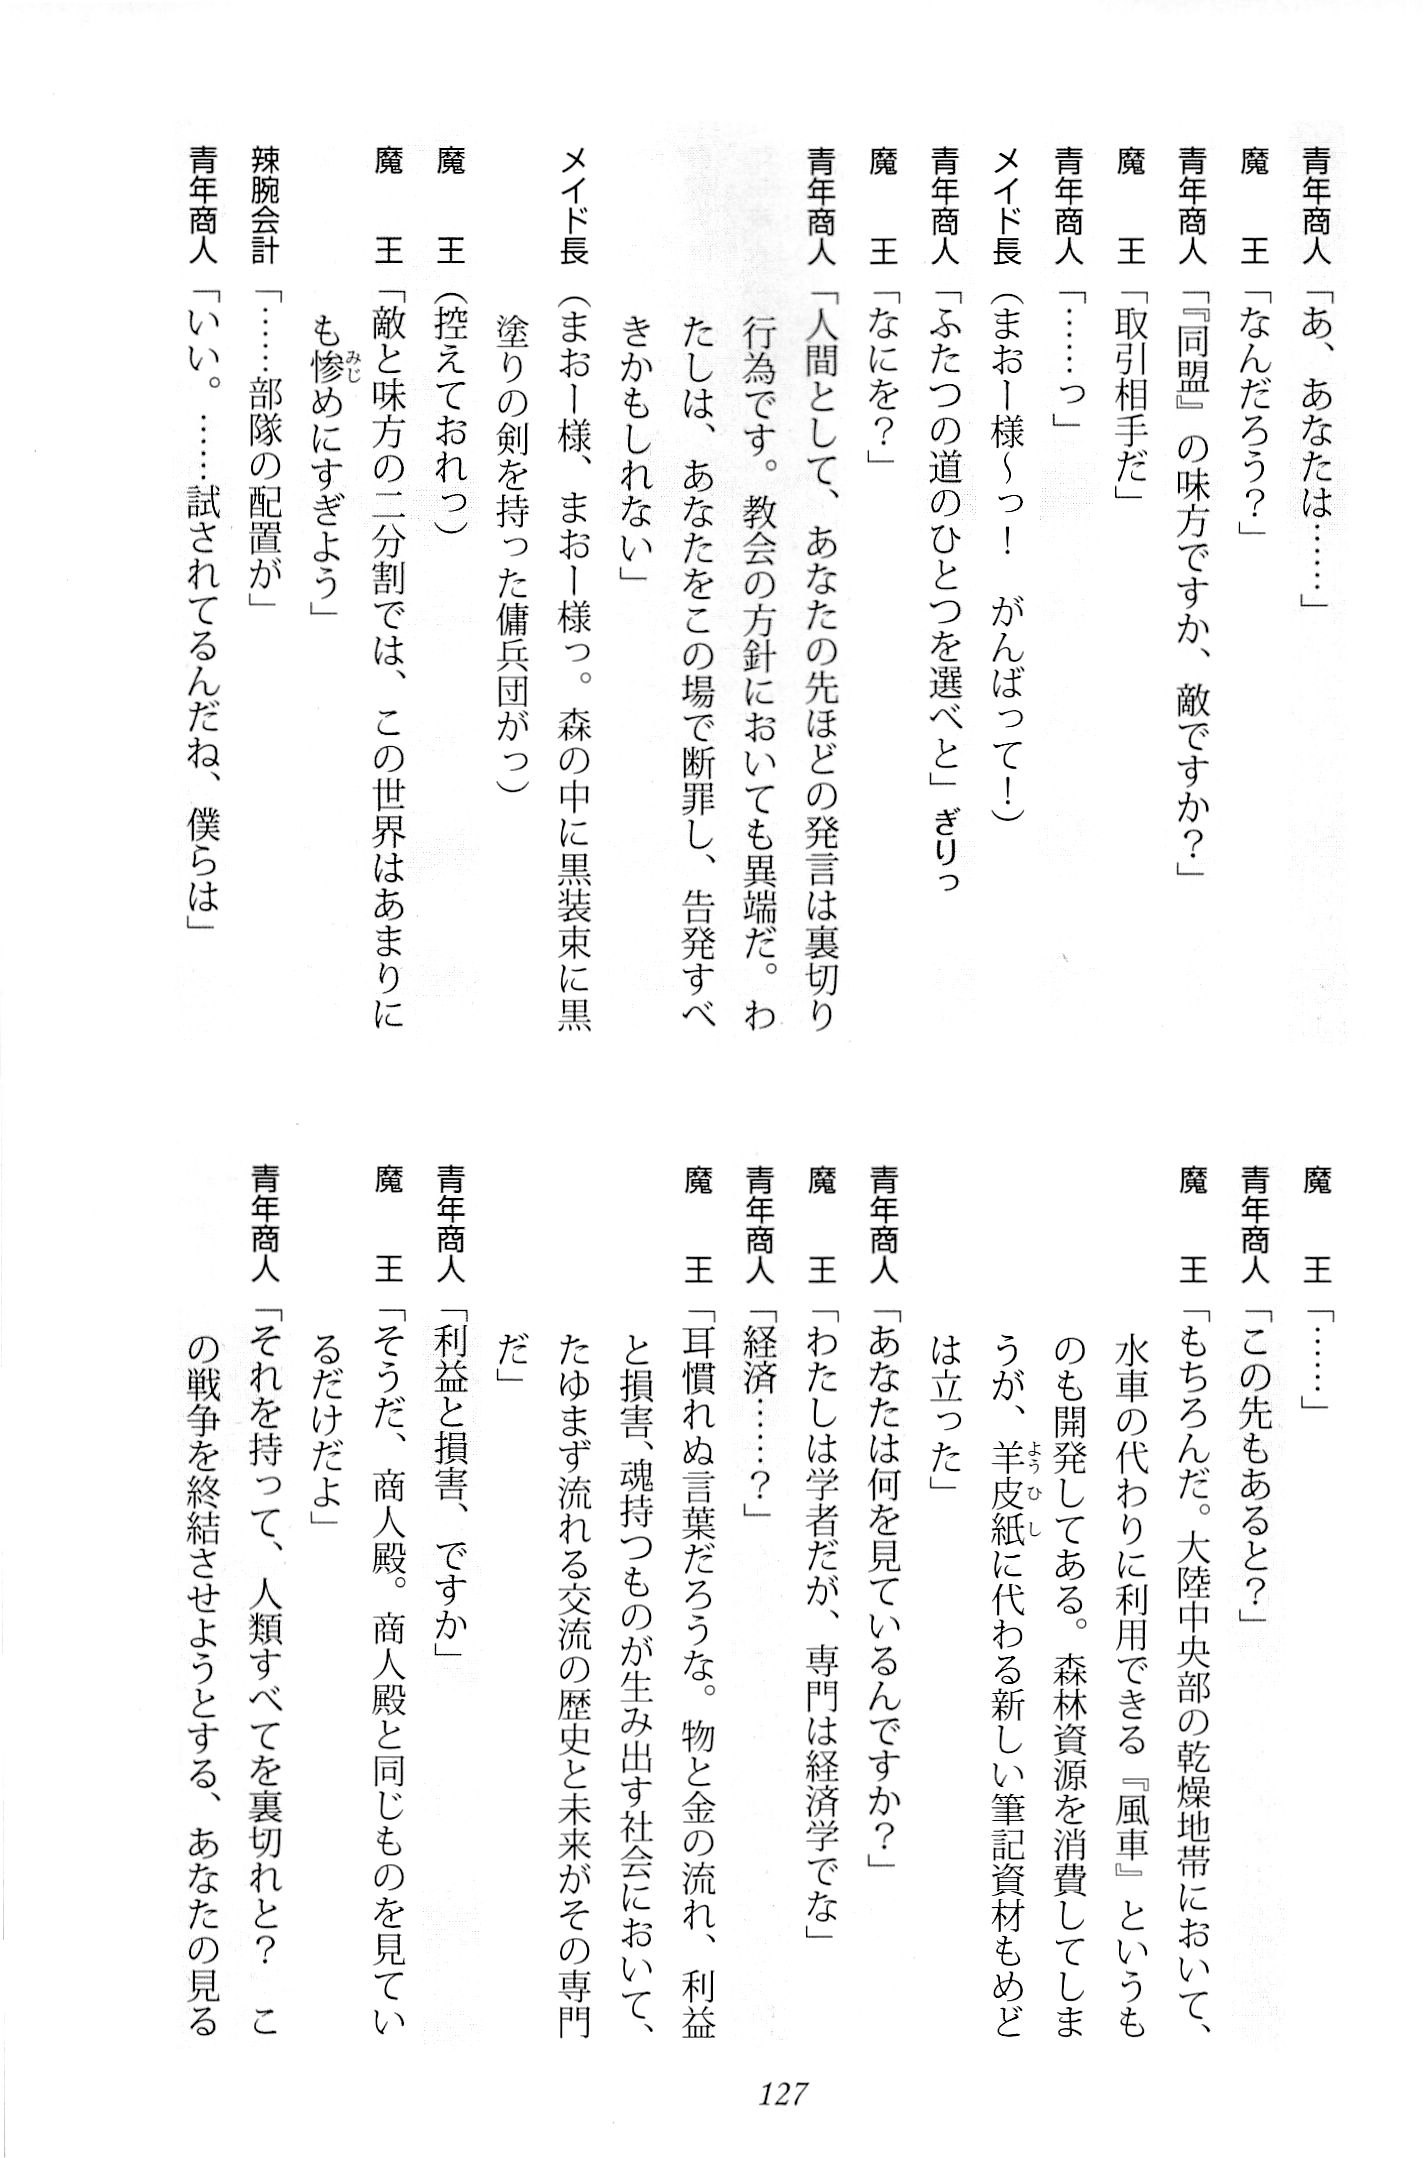 青年商人「あ、あなたは……」
魔　王「なんだろう？」
青年商人「『同盟』の味方ですか、敵ですか？」
魔　王「取引相手だ」
青年商人「……っ」
メイド長（まおー様～っ！　がんばって！）
青年商人「ふたつの道のひとつを選べと」ぎりっ
魔　王「なにを？」
青年商人「人間として、あなたの先ほどの発言は裏切り
行為です。教会の方針においても異端だ。わ
たしは、あなたをこの場で断罪し、告発すべ
きかもしれない」
メイド長（まおー様、まおー様っ。森の中に黒装束に黒
塗りの剣を持った傭兵団がっ）
魔　王（控えておれっ）
魔　王「敵と味方の二分割では、この世界はあまりに
も惨めにすぎよう」
辣腕会計「……部隊の配置が」
青年商人「いい。……試されてるんだね、僕らは」
魔　王「……」
青年商人「この先もあると？」
魔　王「もちろんだ。大陸中央部の乾燥地帯において、
水車の代わりに利用できる『風車』というも
のも開発してある。森林資源を消費してしま
うが、羊皮紙に代わる新しい筆記資材もめど
は立った」
青年商人「あなたは何を見ているんですか？」
魔　王「わたしは学者だが、専門は経済学でな」
青年商人「経済……？」
魔　王「耳慣れぬ言葉だろうな。物と金の流れ、利益
と損害、魂持つものが生み出す社会において、
たゆまず流れる交流の歴史と未来がその専門
だ」
青年商人「利益と損害、ですか」
魔　王「そうだ、商人殿。商人殿と同じものを見てい
るだけだよ」
青年商人「それを持って、人類すべてを裏切れと？　こ
の戦争を終結させようとする、あなたの見る
127